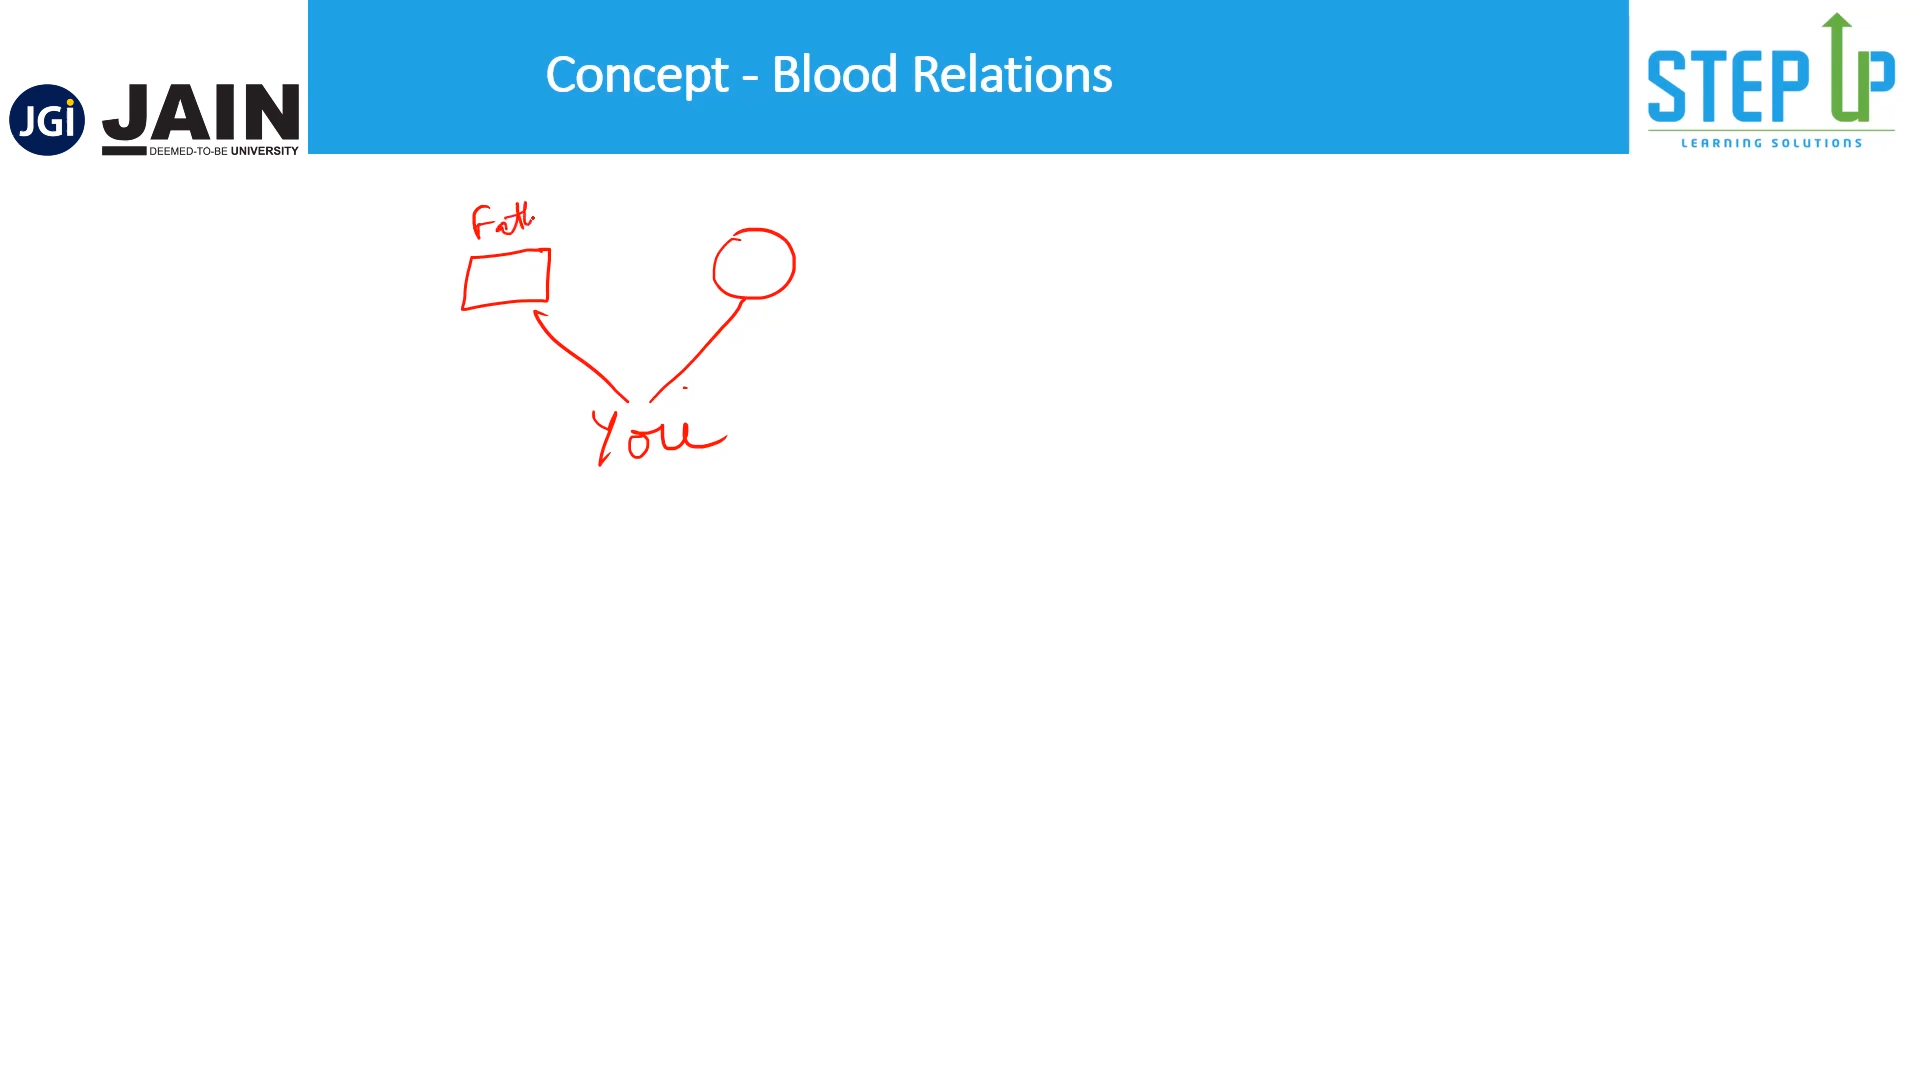 Concept - Blood Relations
JGi JAIN
DEEMED-TO-BE UNIVERSITY
STEP UP
LEARNING SOLUTIONS
Fath
You